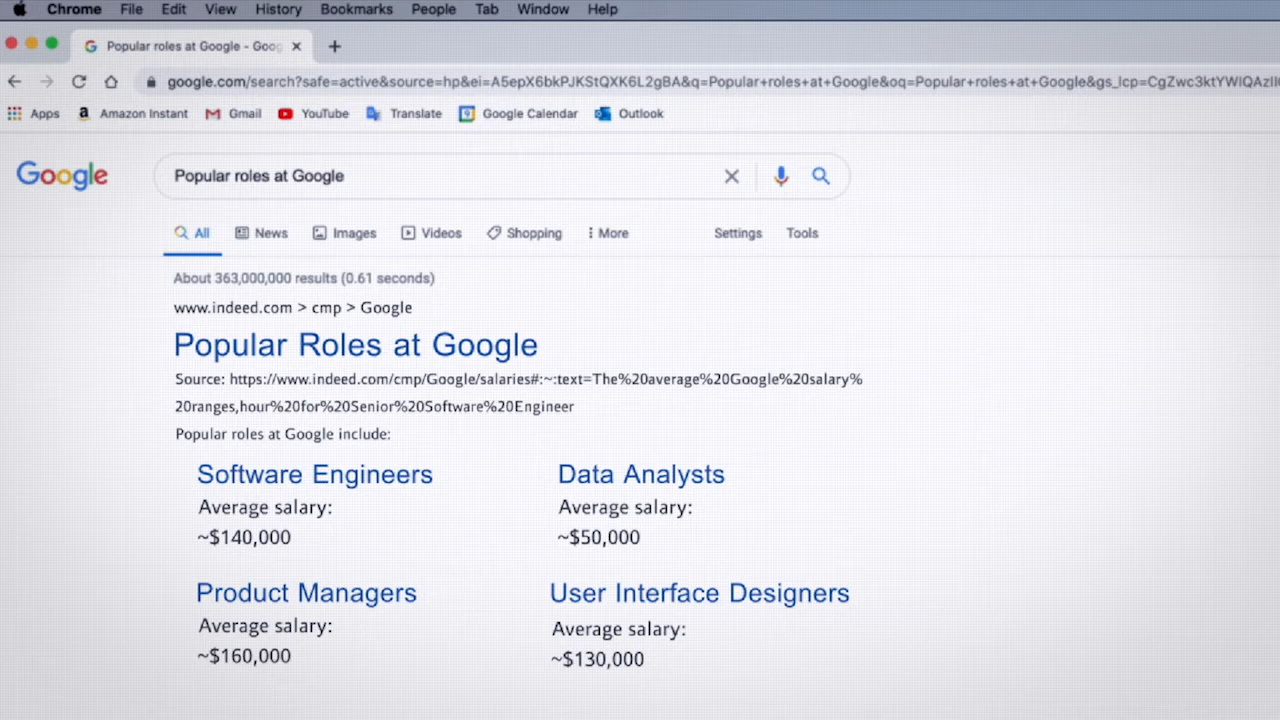 Chrome File Edit View History Bookmarks People Tab Window Help
Popular roles at Google - Goog
google.com/search?safe=active&source=hp&ei=A5epX6bkPJKStQXK6L2gBA&q=Popular+roles+at+Google&oq=Popular+roles+at+Google&gs_lcp=CgZwc3ktYWIQAzII
Apps Amazon Instant Gmail YouTube Translate Google Calendar Outlook
Google Popular roles at Google
All News Images Videos Shopping More Settings Tools
About 363,000,000 results (0.61 seconds)
www.indeed.com > cmp > Google
Popular Roles at Google
Source: https://www.indeed.com/cmp/Google/salaries#:~:text=The%20average%20Google%20salary%
20ranges,hour%20for%20Senior%20Software%20Engineer
Popular roles at Google include:
Software Engineers Data Analysts
Average salary: Average salary:
~$140,000 ~$50,000
Product Managers User Interface Designers
Average salary: Average salary:
~$160,000 ~$130,000